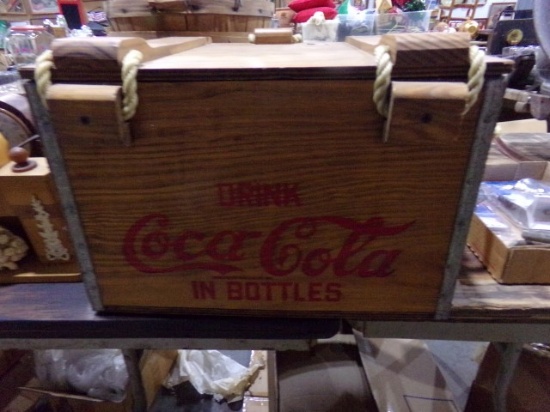 DRINK
Coca-Cola
IN BOTTLES